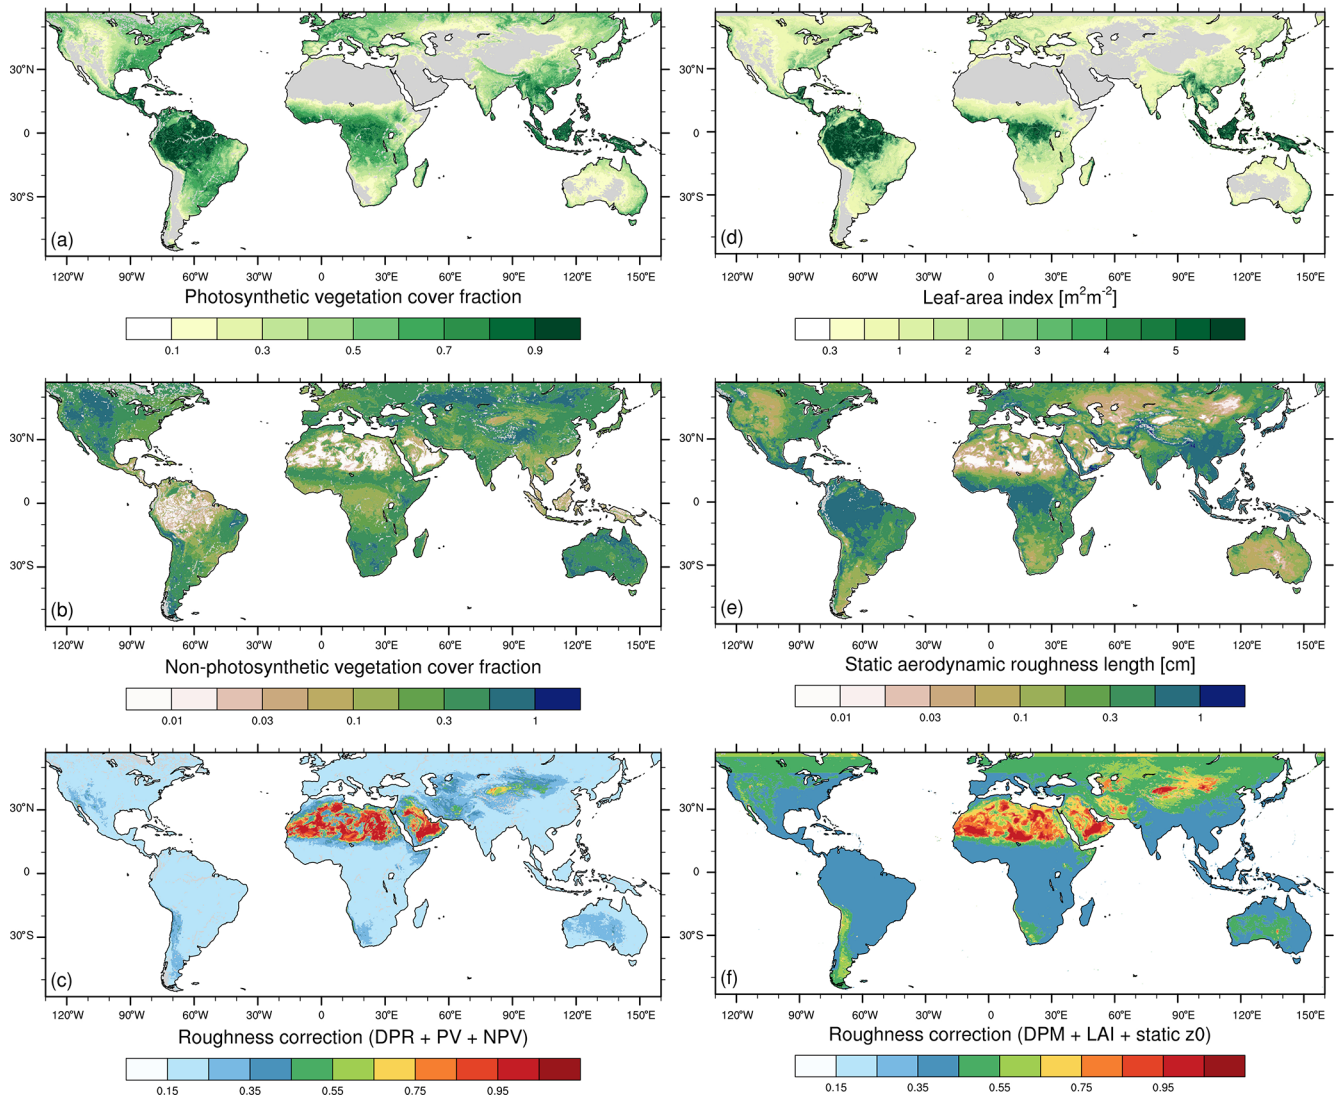 30°N
0
30°S
(a)
120°W 90°W 60°W 30°W 0 30°E 60°E 90°E 120°E 150°E
Photosynthetic vegetation cover fraction
0.1 0.3 0.5 0.7 0.9
30°N
0
30°S
(d)
120°W 90°W 60°W 30°W 0 30°E 60°E 90°E 120°E 150°E
Leaf-area index [m²m⁻²]
0.3 1 2 3 4 5
30°N
0
30°S
(b)
120°W 90°W 60°W 30°W 0 30°E 60°E 90°E 120°E 150°E
Non-photosynthetic vegetation cover fraction
0.01 0.03 0.1 0.3 1
30°N
0
30°S
(e)
120°W 90°W 60°W 30°W 0 30°E 60°E 90°E 120°E 150°E
Static aerodynamic roughness length [cm]
0.01 0.03 0.1 0.3 1
30°N
0
30°S
(c)
120°W 90°W 60°W 30°W 0 30°E 60°E 90°E 120°E 150°E
Roughness correction (DPR + PV + NPV)
0.15 0.35 0.55 0.75 0.95
30°N
0
30°S
(f)
120°W 90°W 60°W 30°W 0 30°E 60°E 90°E 120°E 150°E
Roughness correction (DPM + LAI + static z0)
0.15 0.35 0.55 0.75 0.95